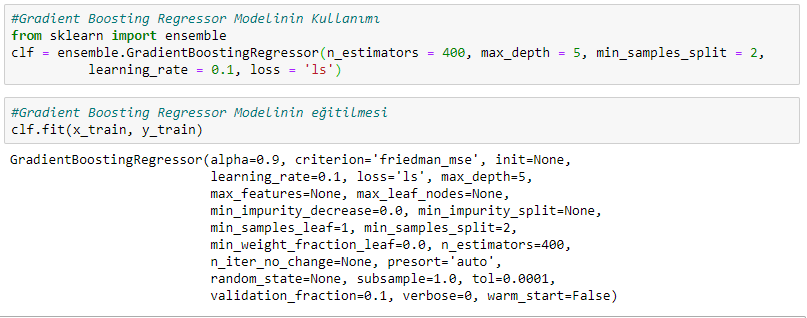 #Gradient Boosting Regressor Modelinin Kullanımı
from sklearn import ensemble
clf = ensemble.GradientBoostingRegressor(n_estimators = 400, max_depth = 5, min_samples_split = 2,
learning_rate = 0.1, loss = 'ls')
#Gradient Boosting Regressor Modelinin eğitilmesi
clf.fit(x_train, y_train)
GradientBoostingRegressor(alpha=0.9, criterion='friedman_mse', init=None,
learning_rate=0.1, loss='ls', max_depth=5,
max_features=None, max_leaf_nodes=None,
min_impurity_decrease=0.0, min_impurity_split=None,
min_samples_leaf=1, min_samples_split=2,
min_weight_fraction_leaf=0.0, n_estimators=400,
n_iter_no_change=None, presort='auto',
random_state=None, subsample=1.0, tol=0.0001,
validation_fraction=0.1, verbose=0, warm_start=False)